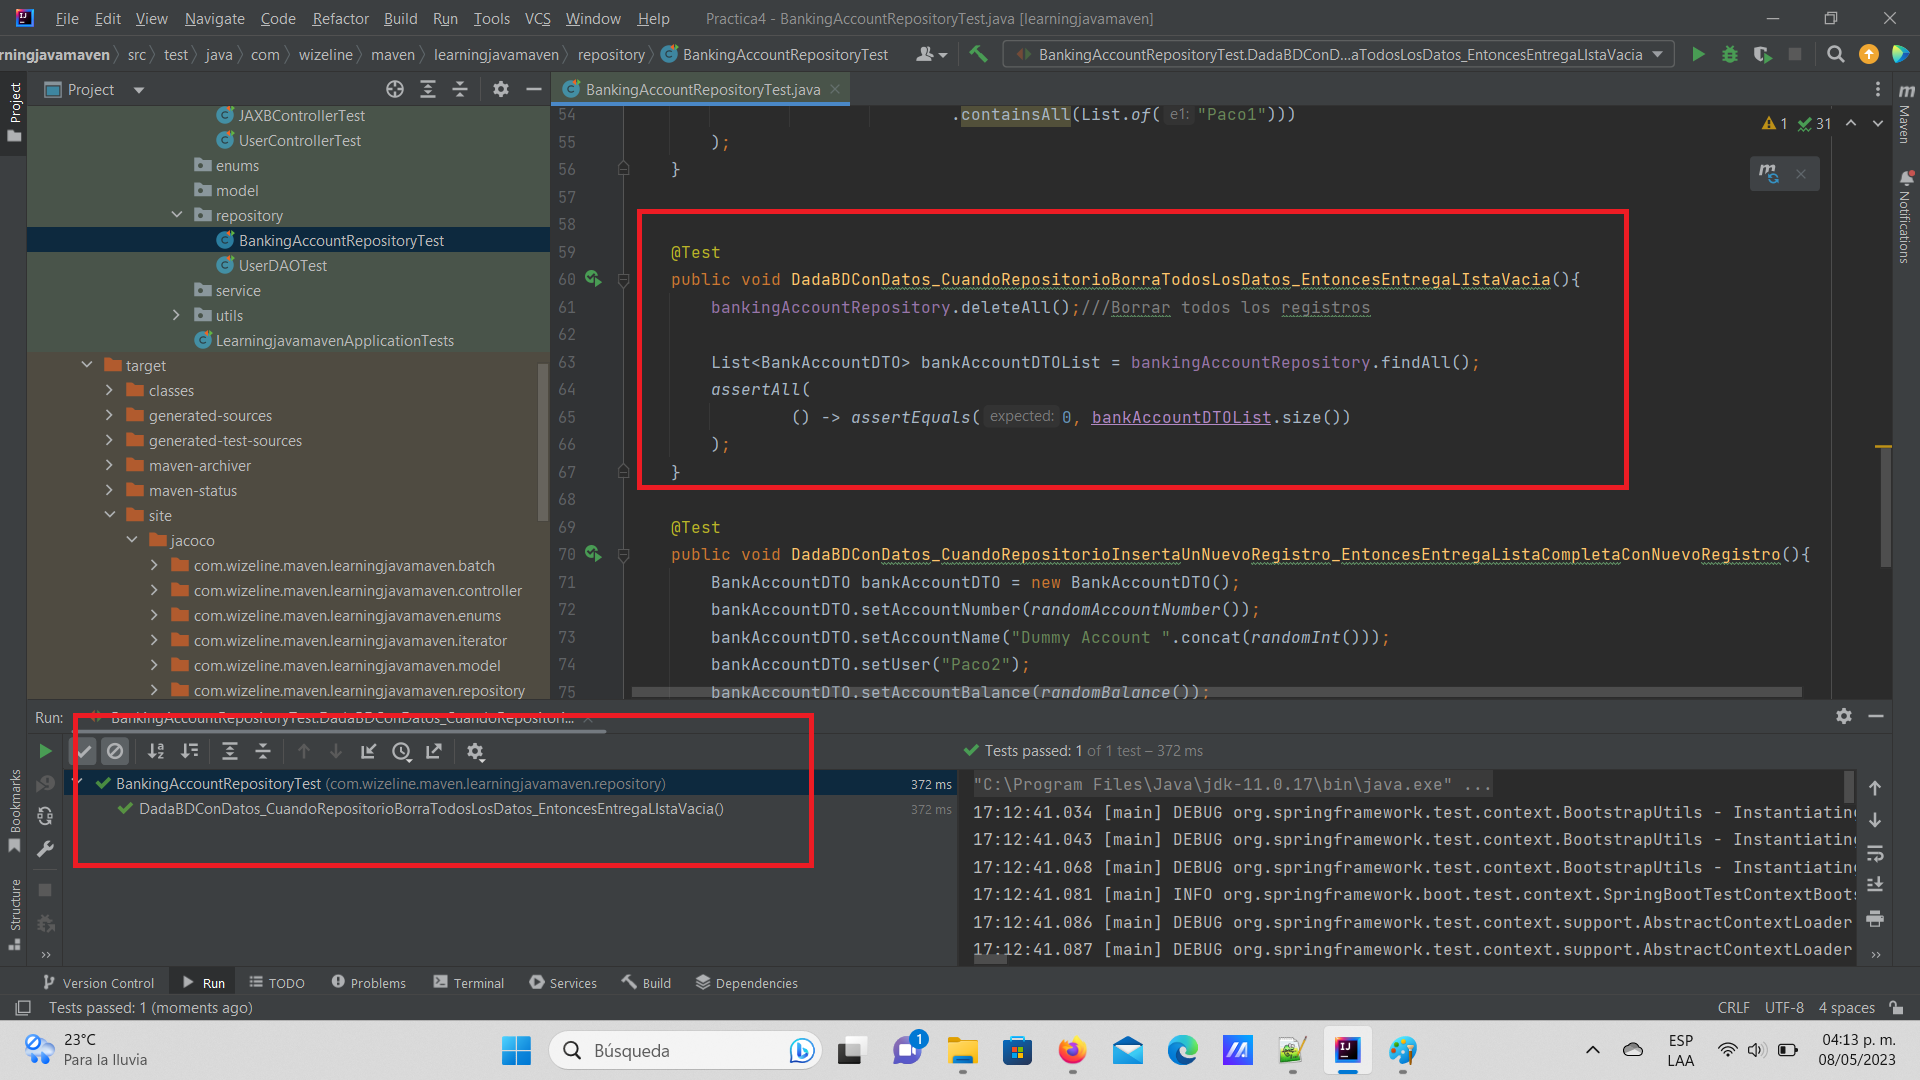 File Edit View Navigate Code Refactor Build Run Tools VCS Window Help Practica4 - BankingAccountRepositoryTest.java [learningjavamaven]
rningjavamaven src test java com wizeline maven learningjavamaven repository BankingAccountRepositoryTest BankingAccountRepositoryTest.DadaBDConD...aTodosLosDatos_EntoncesEntregaLIstaVacia
Project
Project
BankingAccountRepositoryTest.java
JAXBControllerTest
UserControllerTest
enums
model
repository
BankingAccountRepositoryTest
UserDAOTest
service
utils
LearningjavamavenApplicationTests
target
classes
generated-sources
generated-test-sources
maven-archiver
maven-status
site
jacoco
com.wizeline.maven.learningjavamaven.batch
com.wizeline.maven.learningjavamaven.controller
com.wizeline.maven.learningjavamaven.enums
com.wizeline.maven.learningjavamaven.iterator
com.wizeline.maven.learningjavamaven.model
com.wizeline.maven.learningjavamaven.repository
54 .containsAll(List.of( e1: "Paco1")))
1 31
55 );
56 }
57
58
59 @Test
60 public void DadaBDConDatos_CuandoRepositorioBorraTodosLosDatos_EntoncesEntregaLIstaVacia(){
61 bankingAccountRepository.deleteAll();///Borrar todos los registros
62
63 List<BankAccountDTO> bankAccountDTOList = bankingAccountRepository.findAll();
64 assertAll(
65 () -> assertEquals( expected: 0, bankAccountDTOList.size())
66 );
67 }
68
69 @Test
70 public void DadaBDConDatos_CuandoRepositorioInsertaUnNuevoRegistro_EntoncesEntregaListaCompletaConNuevoRegistro(){
71 BankAccountDTO bankAccountDTO = new BankAccountDTO();
72 bankAccountDTO.setAccountNumber(randomAccountNumber());
73 bankAccountDTO.setAccountName("Dummy Account ".concat(randomInt()));
74 bankAccountDTO.setUser("Paco2");
75 bankAccountDTO.setAccountBalance(randomBalance());
Maven
Notifications
Run: BankingAccountRepositoryTest.DadaBDConDatos_CuandoRepositori...
Tests passed: 1 of 1 test – 372 ms
BankingAccountRepositoryTest (com.wizeline.maven.learningjavamaven.repository) 372 ms
DadaBDConDatos_CuandoRepositorioBorraTodosLosDatos_EntoncesEntregaLIstaVacia() 372 ms
"C:\Program Files\Java\jdk-11.0.17\bin\java.exe" ...
17:12:41.034 [main] DEBUG org.springframework.test.context.BootstrapUtils - Instantiating
17:12:41.043 [main] DEBUG org.springframework.test.context.BootstrapUtils - Instantiating
17:12:41.068 [main] DEBUG org.springframework.test.context.BootstrapUtils - Instantiating
17:12:41.081 [main] INFO org.springframework.boot.test.context.SpringBootTestContextBoots
17:12:41.086 [main] DEBUG org.springframework.test.context.support.AbstractContextLoader
17:12:41.087 [main] DEBUG org.springframework.test.context.support.AbstractContextLoader
Bookmarks
Structure
Version Control Run TODO Problems Terminal Services Build Dependencies
Tests passed: 1 (moments ago) CRLF UTF-8 4 spaces
23°C
Para la lluvia
Búsqueda
1
ESP
LAA
04:13 p. m.
08/05/2023